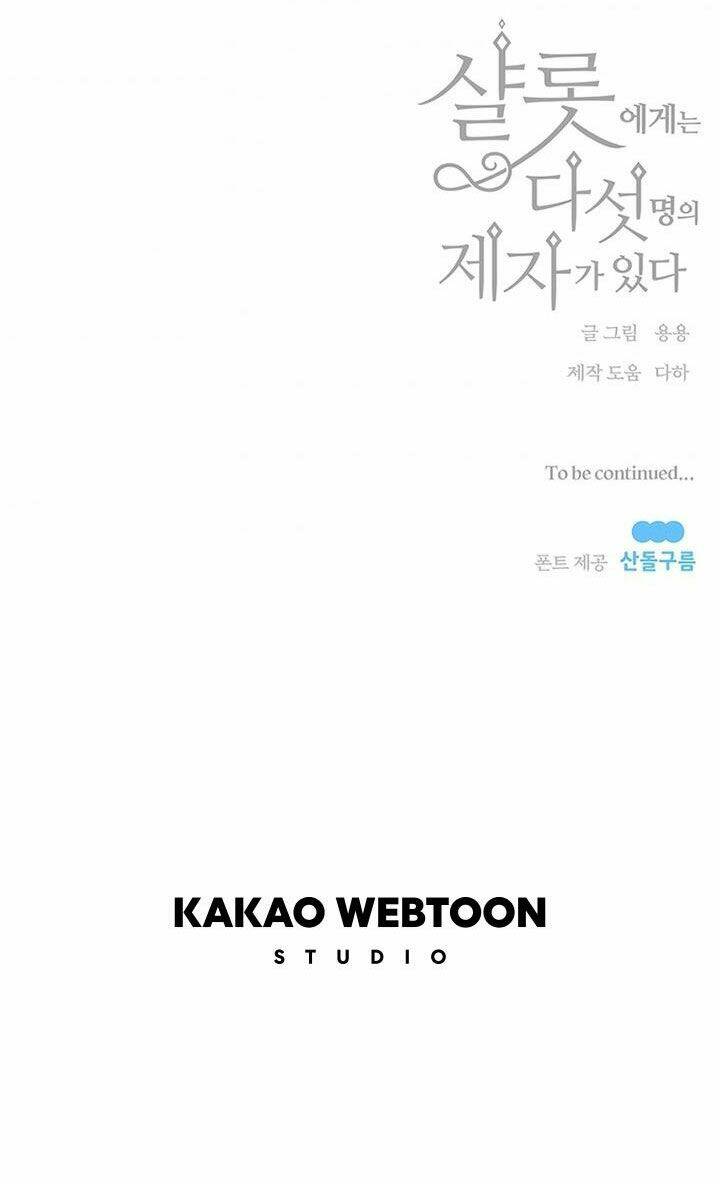 샬롯에게는
다섯명의
제자가 있다
글 그림 용용
제작 도움 다하
To be continued...
폰트 제공 산돌구름
KAKAO WEBTOON
STUDIO